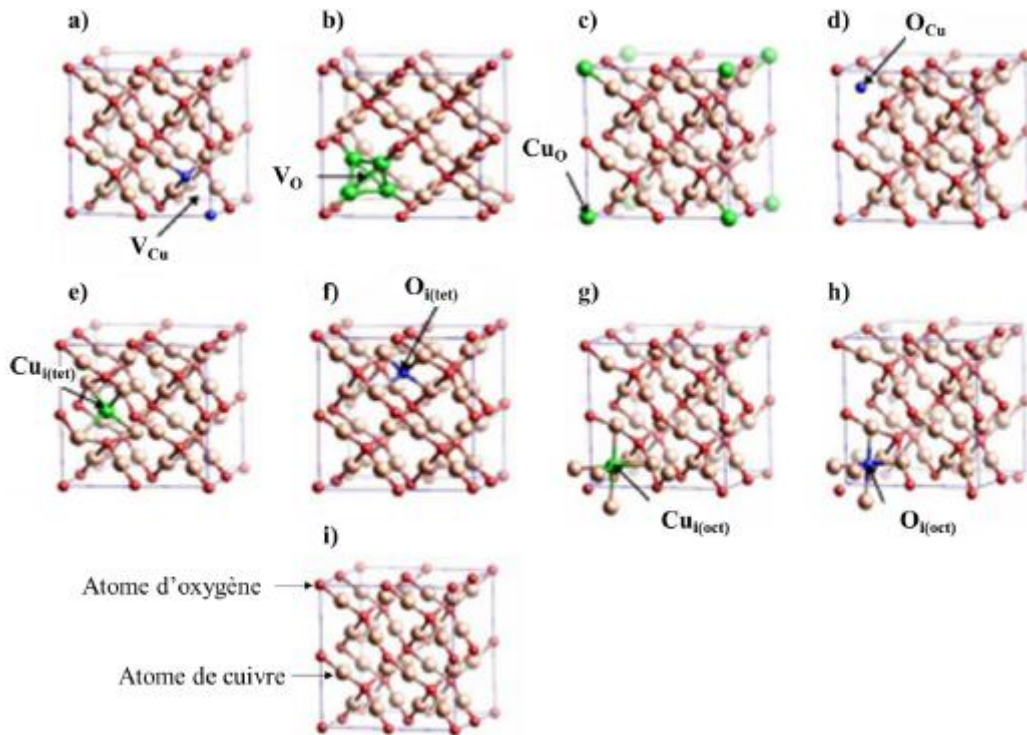 a) b) c) d)
O_Cu
V_O
Cu_O
V_Cu
e) f) g) h)
O_i(tet)
Cu_i(tet)
Cu_i(oct) O_i(oct)
i)
Atome d'oxygène
Atome de cuivre